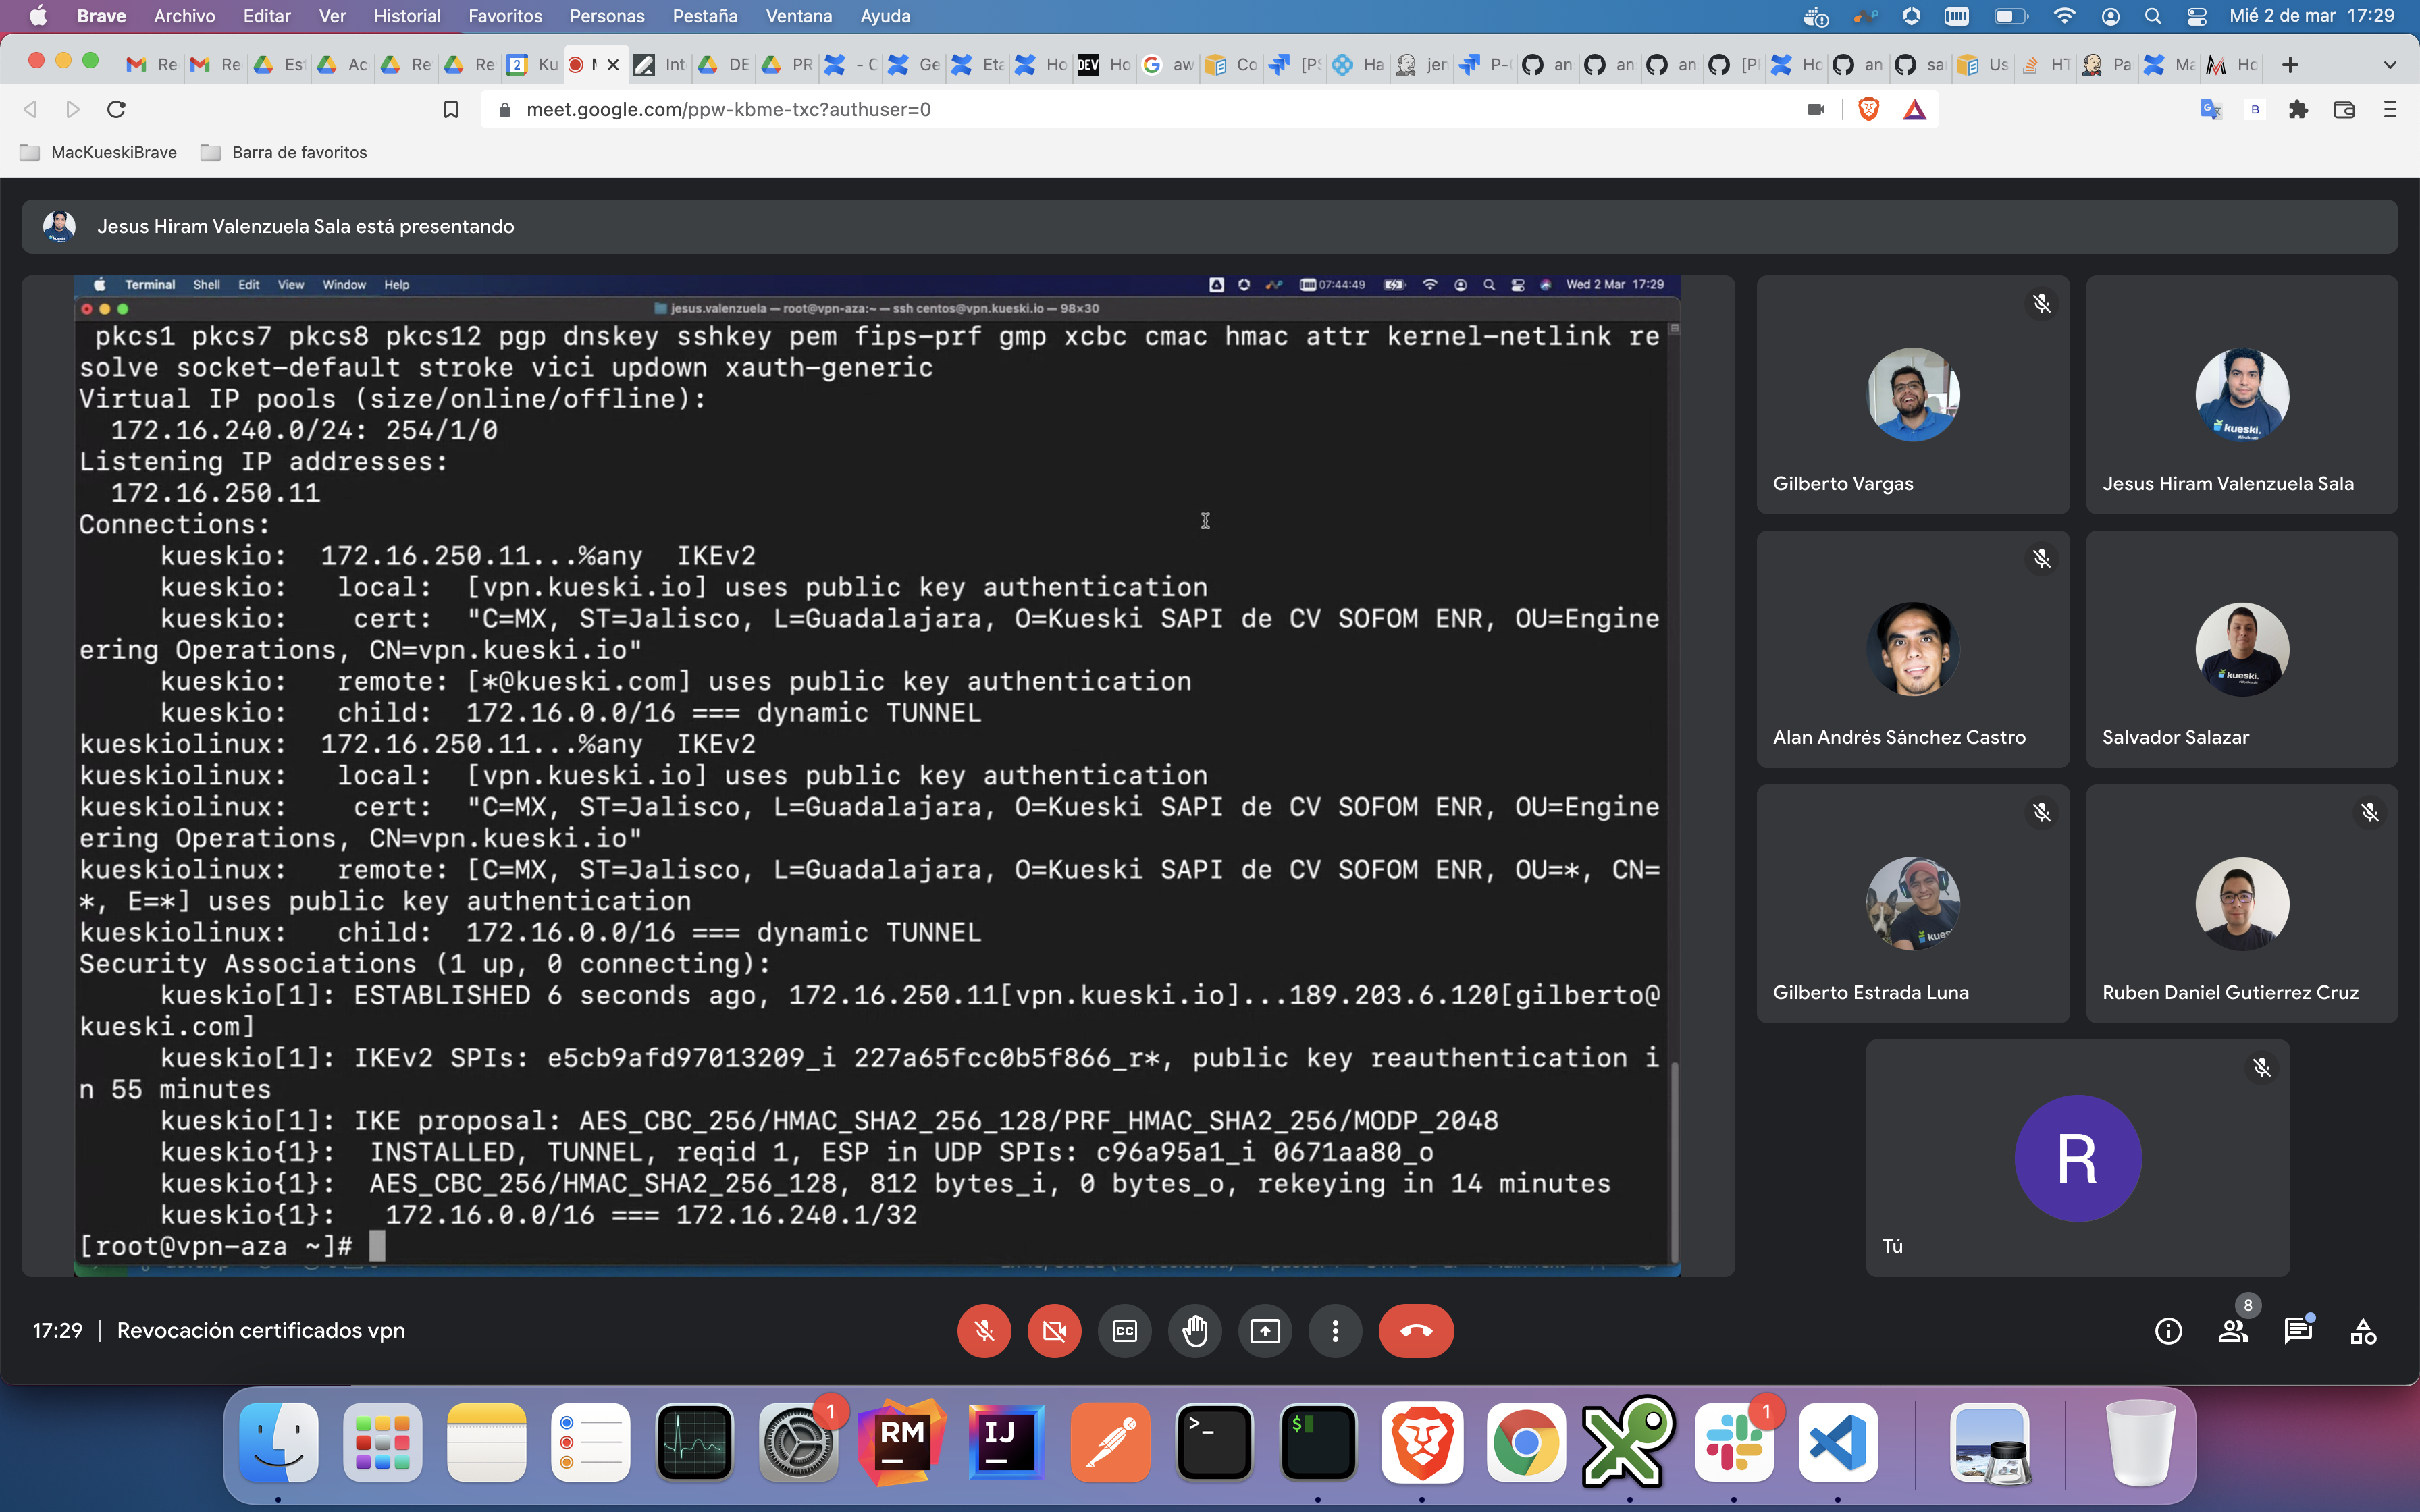 Brave Archivo Editar Ver Historial Favoritos Personas Pestaña Ventana Ayuda
Mié 2 de mar 17:29
Re Re Es Ac Re Re Ku Int DE PR - C Ge Eta Ho Ho aw Co [PS Ha jer P- an an an [PI Ho an sa Us HT Pa Ma Ho
meet.google.com/ppw-kbme-txc?authuser=0
MacKueskiBrave Barra de favoritos
Jesus Hiram Valenzuela Sala está presentando
Terminal Shell Edit View Window Help
07:44:49 Wed 2 Mar 17:29
jesus.valenzuela — root@vpn-aza:~ — ssh centos@vpn.kueski.io — 98×30
pkcs1 pkcs7 pkcs8 pkcs12 pgp dnskey sshkey pem fips-prf gmp xcbc cmac hmac attr kernel-netlink re
solve socket-default stroke vici updown xauth-generic
Virtual IP pools (size/online/offline):
172.16.240.0/24: 254/1/0
Listening IP addresses:
172.16.250.11
Connections:
kueskio: 172.16.250.11...%any IKEv2
kueskio: local: [vpn.kueski.io] uses public key authentication
kueskio: cert: "C=MX, ST=Jalisco, L=Guadalajara, O=Kueski SAPI de CV SOFOM ENR, OU=Engine
ering Operations, CN=vpn.kueski.io"
kueskio: remote: [*@kueski.com] uses public key authentication
kueskio: child: 172.16.0.0/16 === dynamic TUNNEL
kueskiolinux: 172.16.250.11...%any IKEv2
kueskiolinux: local: [vpn.kueski.io] uses public key authentication
kueskiolinux: cert: "C=MX, ST=Jalisco, L=Guadalajara, O=Kueski SAPI de CV SOFOM ENR, OU=Engine
ering Operations, CN=vpn.kueski.io"
kueskiolinux: remote: [C=MX, ST=Jalisco, L=Guadalajara, O=Kueski SAPI de CV SOFOM ENR, OU=*, CN=
*, E=*] uses public key authentication
kueskiolinux: child: 172.16.0.0/16 === dynamic TUNNEL
Security Associations (1 up, 0 connecting):
kueskio[1]: ESTABLISHED 6 seconds ago, 172.16.250.11[vpn.kueski.io]...189.203.6.120[gilberto@
kueski.com]
kueskio[1]: IKEv2 SPIs: e5cb9afd97013209_i 227a65fcc0b5f866_r*, public key reauthentication i
n 55 minutes
kueskio[1]: IKE proposal: AES_CBC_256/HMAC_SHA2_256_128/PRF_HMAC_SHA2_256/MODP_2048
kueskio{1}: INSTALLED, TUNNEL, reqid 1, ESP in UDP SPIs: c96a95a1_i 0671aa80_o
kueskio{1}: AES_CBC_256/HMAC_SHA2_256_128, 812 bytes_i, 0 bytes_o, rekeying in 14 minutes
kueskio{1}: 172.16.0.0/16 === 172.16.240.1/32
[root@vpn-aza ~]#
Gilberto Vargas
kueski.
Jesus Hiram Valenzuela Sala
Alan Andrés Sánchez Castro
kueski.
Salvador Salazar
Gilberto Estrada Luna
Ruben Daniel Gutierrez Cruz
R
Tú
17:29 | Revocación certificados vpn
8
1
RM
IJ
1